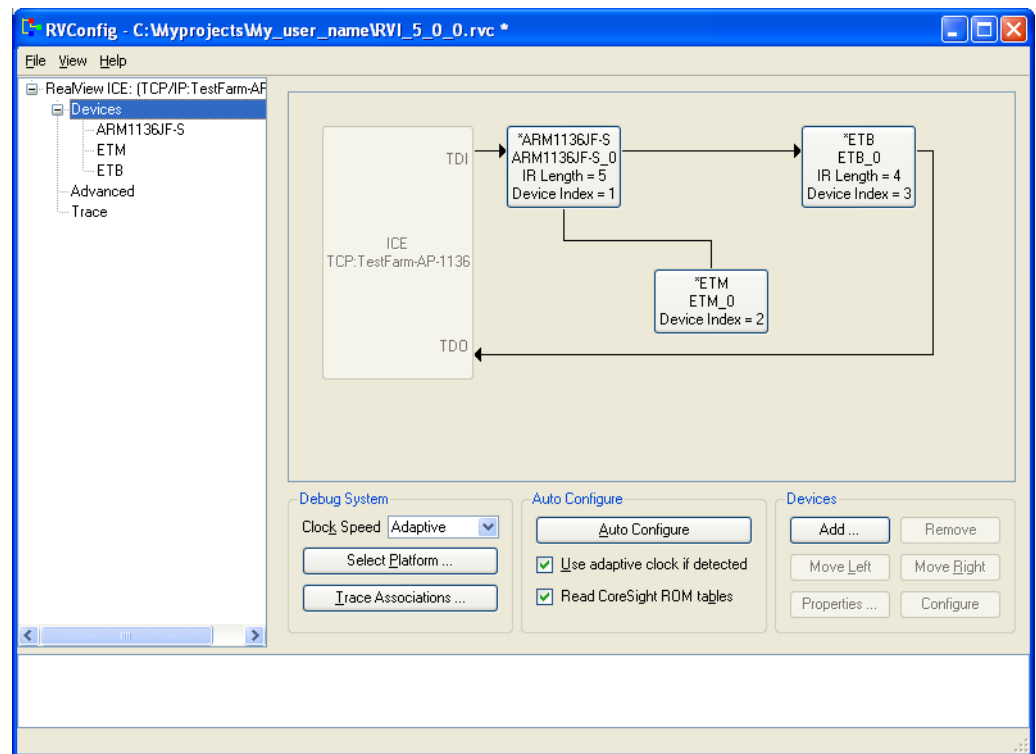 RVConfig - C:\Myprojects\My_user_name\RVI_5_0_0.rvc *
File View Help
RealView ICE: (TCP/IP:TestFarm-AP
Devices
ARM1136JF-S
ETM
ETB
Advanced
Trace
TDI
ICE
TCP:TestFarm-AP-1136
TDO
*ARM1136JF-S
ARM1136JF-S_0
IR Length = 5
Device Index = 1
*ETB
ETB_0
IR Length = 4
Device Index = 3
*ETM
ETM_0
Device Index = 2
Debug System
Clock Speed Adaptive
Select Platform ...
Trace Associations ...
Auto Configure
Auto Configure
Use adaptive clock if detected
Read CoreSight ROM tables
Devices
Add ... Remove
Move Left Move Right
Properties ... Configure